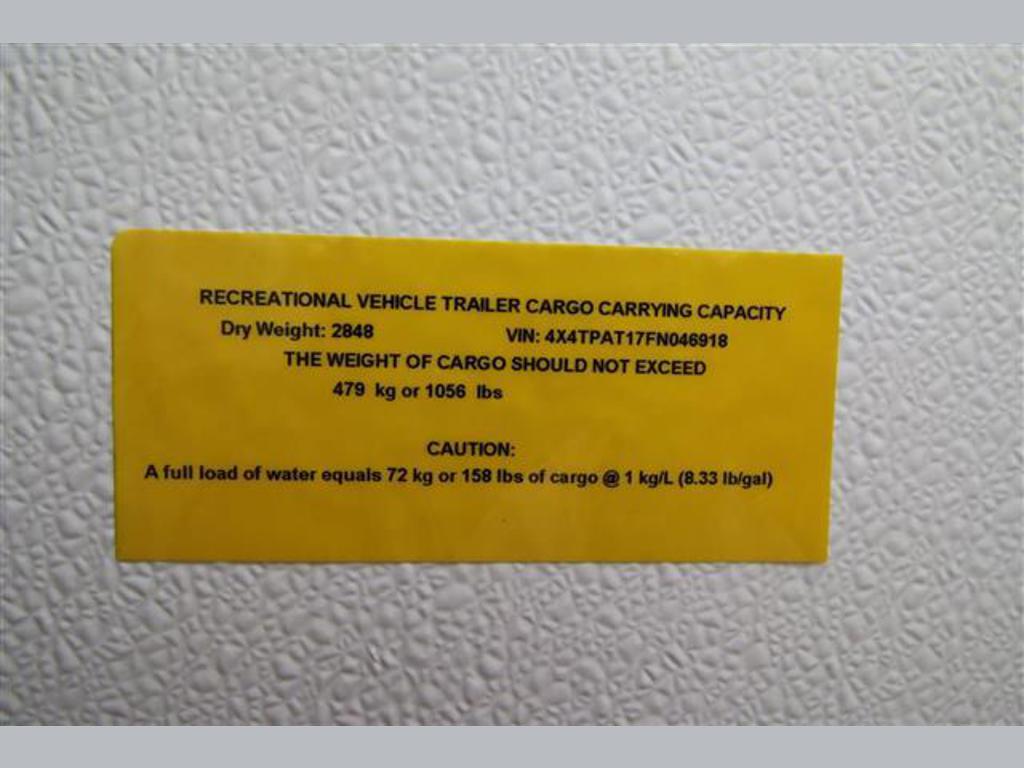 RECREATIONAL VEHICLE TRAILER CARGO CARRYING CAPACITY
Dry Weight: 2848 VIN: 4X4TPAT17FN046918
THE WEIGHT OF CARGO SHOULD NOT EXCEED
479 kg or 1056 lbs
CAUTION:
A full load of water equals 72 kg or 158 lbs of cargo @ 1 kg/L (8.33 lb/gal)